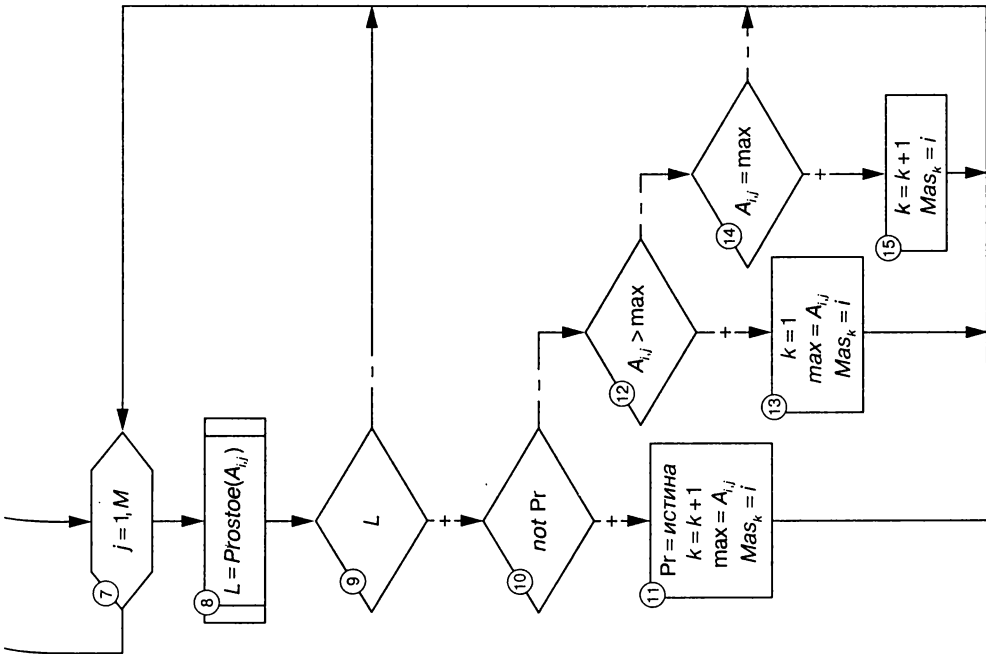 7
j = 1, M
8
L = Prostoe(A_{i,j})
9
L
+
10
not Pr
+
11
Pr = истина
k = k + 1
max = A_{i,j}
Mas_k = i
12
A_{i,j} > max
+
13
k = 1
max = A_{i,j}
Mas_k = i
14
A_{i,j} = max
+
15
k = k + 1
Mas_k = i